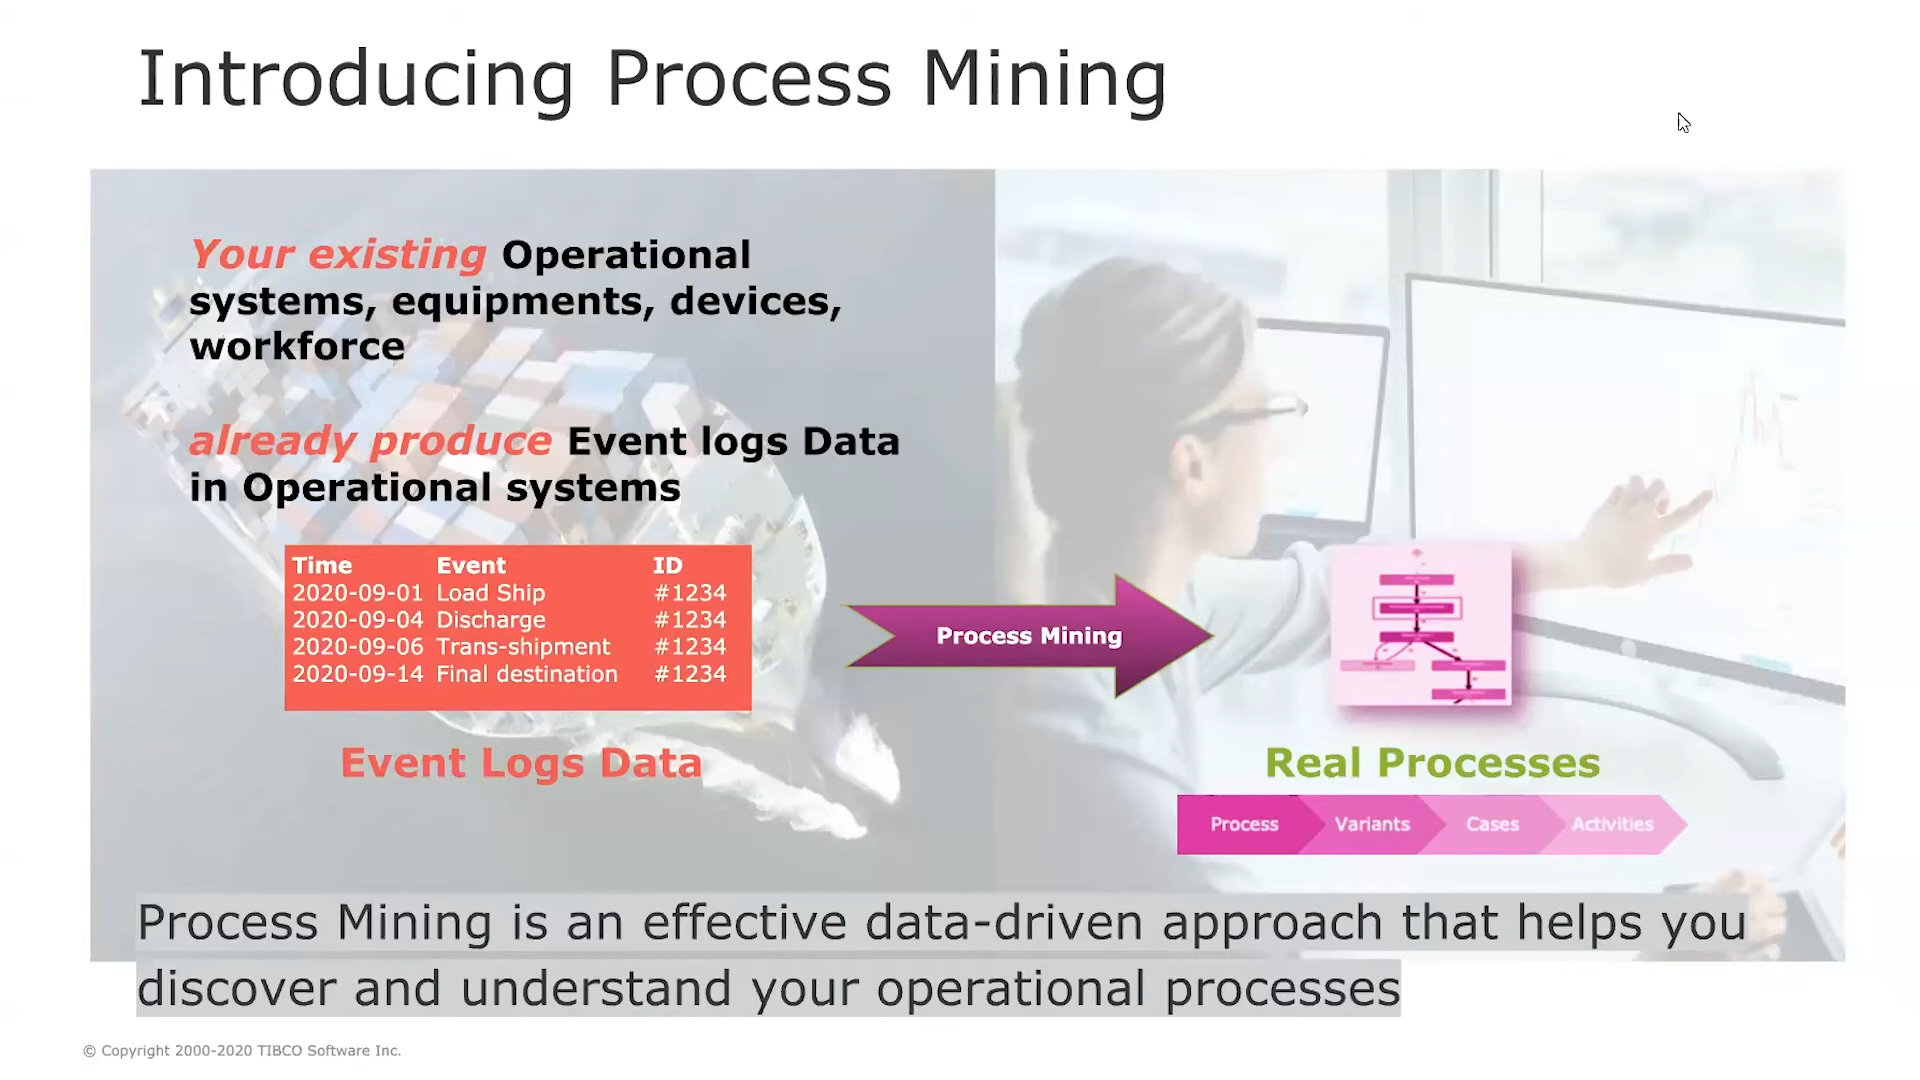 Introducing Process Mining
Your existing Operational
systems, equipments, devices,
workforce
already produce Event logs Data
in Operational systems
Time Event ID
2020-09-01 Load Ship #1234
2020-09-04 Discharge #1234
2020-09-06 Trans-shipment #1234
2020-09-14 Final destination #1234
Event Logs Data
Process Mining
Real Processes
Process Variants Cases Activities
Process Mining is an effective data-driven approach that helps you
discover and understand your operational processes
© Copyright 2000-2020 TIBCO Software Inc.